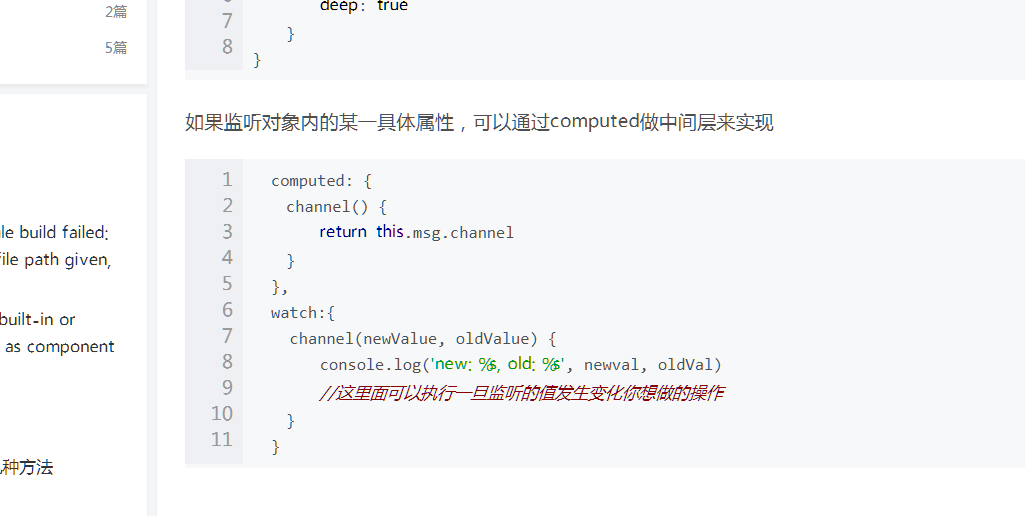 2篇
5篇
le build failed:
file path given,
built-in or
as component
种方法
deep: true
7
}
8
}
如果监听对象内的某一具体属性，可以通过computed做中间层来实现
1 computed: {
2 channel() {
3 return this.msg.channel
4 }
5 },
6 watch:{
7 channel(newValue, oldValue) {
8 console.log('new: %s, old: %s', newval, oldVal)
9 //这里面可以执行一旦监听的值发生变化你想做的操作
10 }
11 }